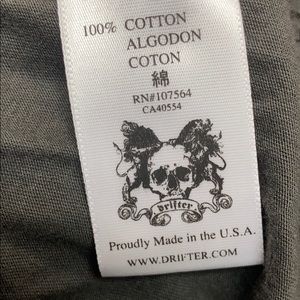 100% COTTON
ALGODON
COTON
綿
RN#107564
CA40554
drifter
Proudly Made in the U.S.A.
WWW.DRIFTER.COM